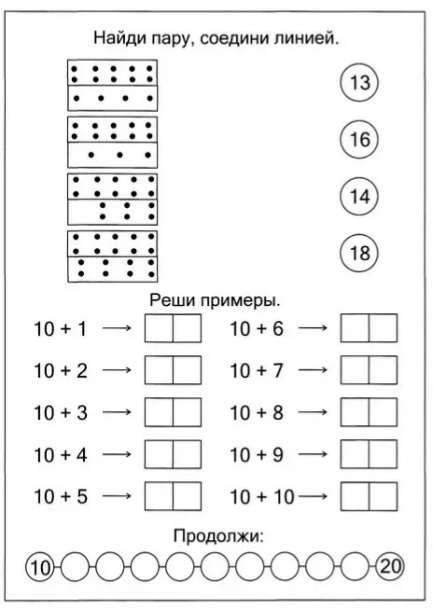 Найди пару, соедини линией.
13
16
14
18
Реши примеры.
10 + 1 → 10 + 6 →
10 + 2 → 10 + 7 →
10 + 3 → 10 + 8 →
10 + 4 → 10 + 9 →
10 + 5 → 10 + 10 →
Продолжи:
10 20